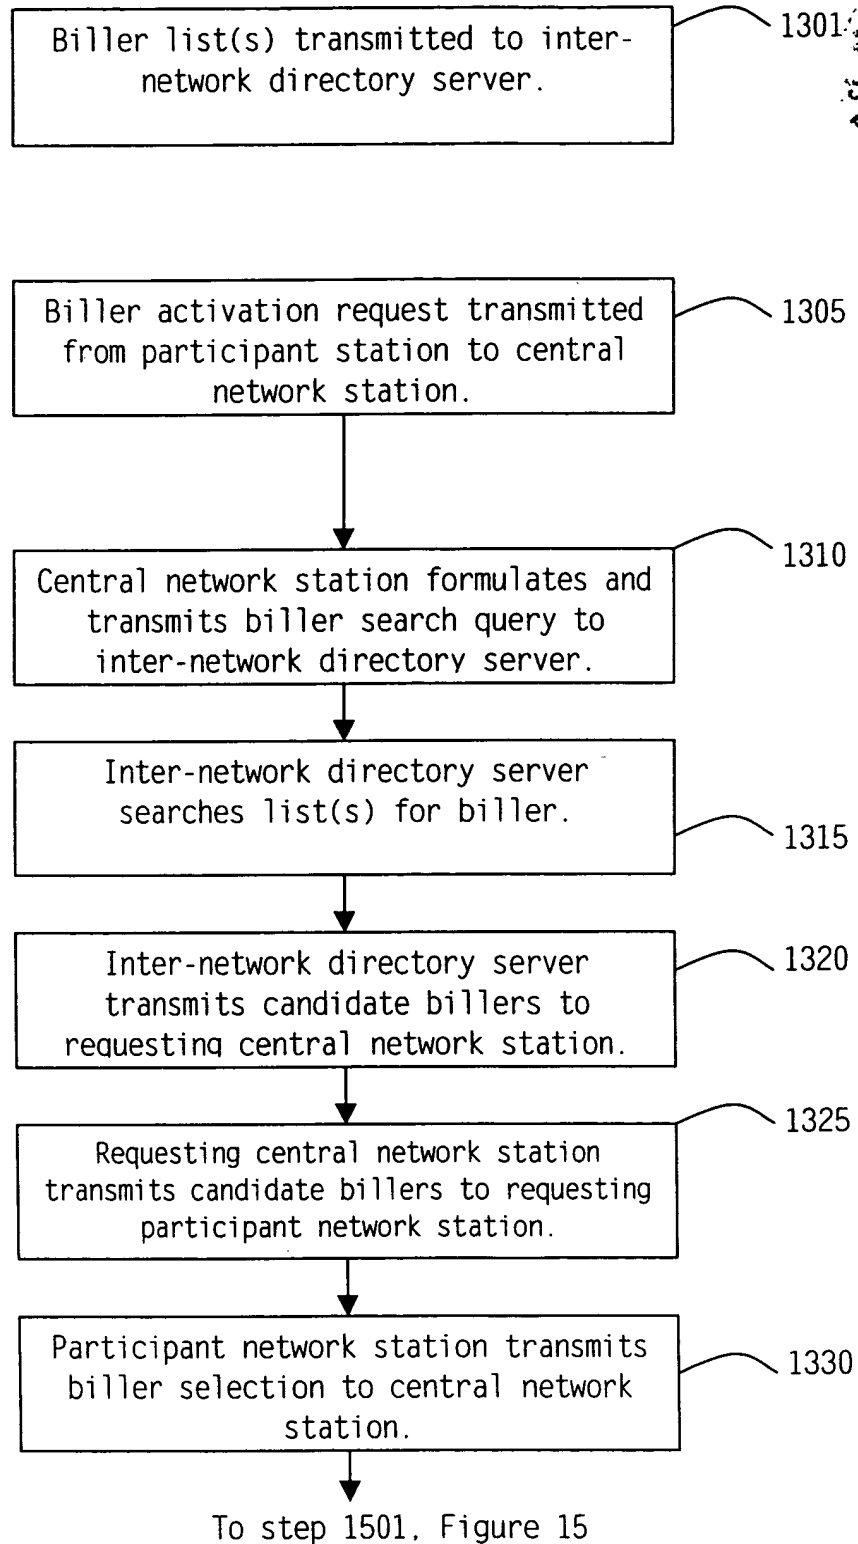 Biller list(s) transmitted to inter-
network directory server.
1301
Biller activation request transmitted
from participant station to central
network station.
1305
Central network station formulates and
transmits biller search query to
inter-network directory server.
1310
Inter-network directory server
searches list(s) for biller.
1315
Inter-network directory server
transmits candidate billers to
requesting central network station.
1320
Requesting central network station
transmits candidate billers to requesting
participant network station.
1325
Participant network station transmits
biller selection to central network
station.
1330
To step 1501, Figure 15